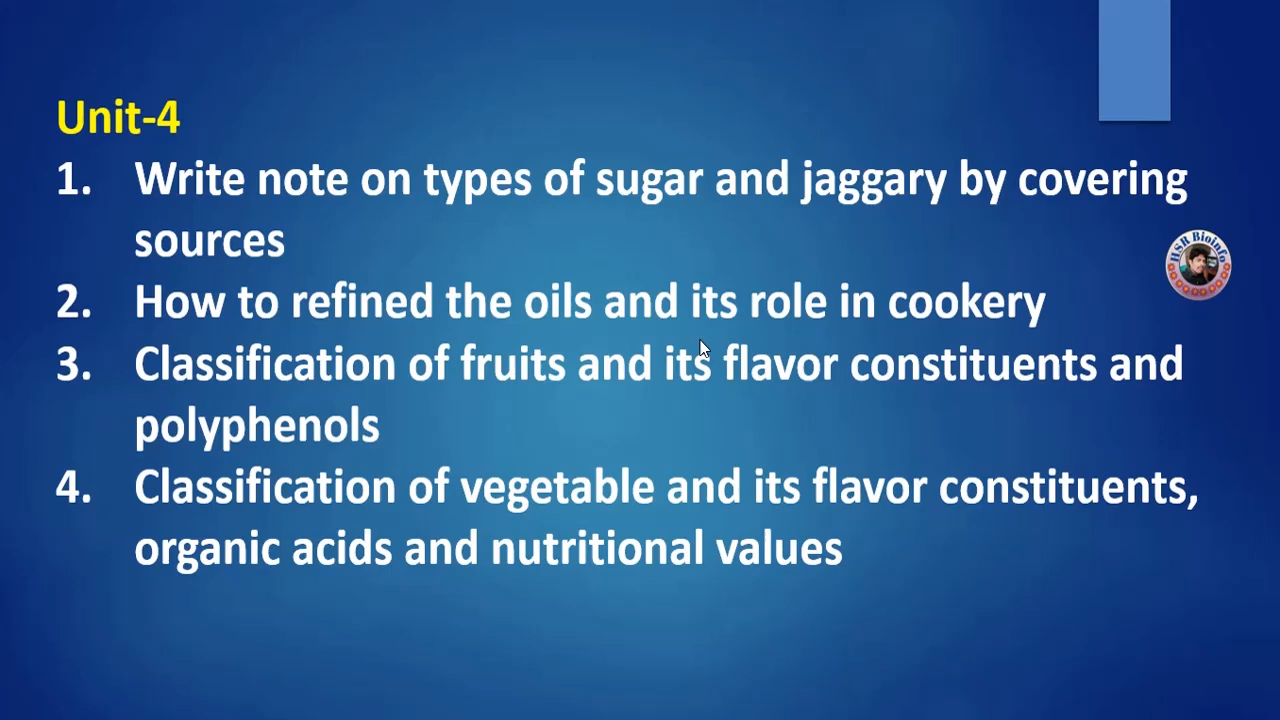 Unit-4
1. Write note on types of sugar and jaggary by covering
sources
2. How to refined the oils and its role in cookery
3. Classification of fruits and its flavor constituents and
polyphenols
4. Classification of vegetable and its flavor constituents,
organic acids and nutritional values
HSR Bioinfo